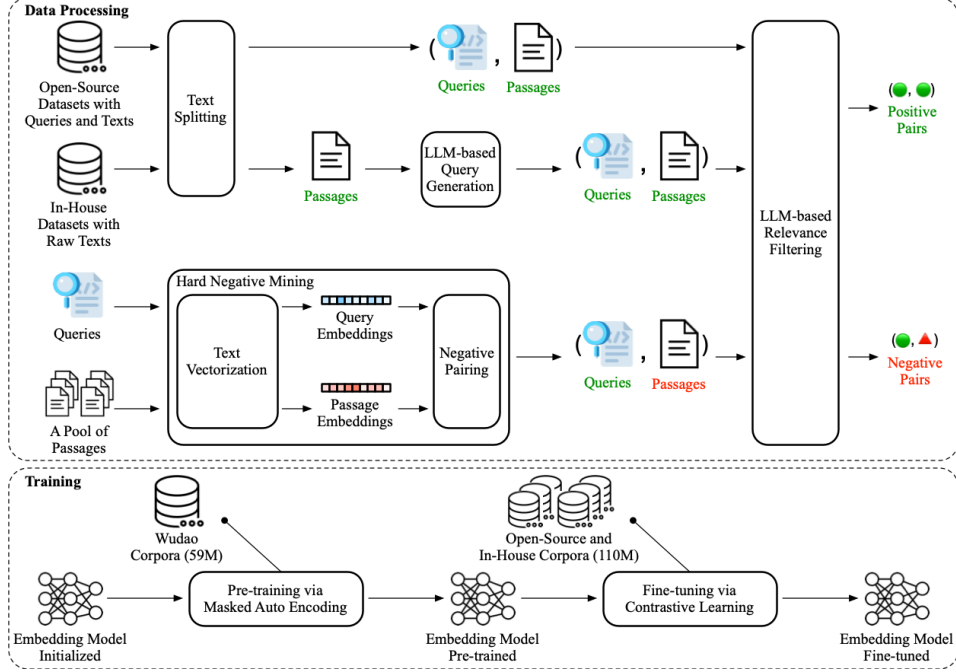 Data Processing
Open-Source
Datasets with
Queries and Texts
In-House
Datasets with
Raw Texts
Text
Splitting
( , )
Queries
Passages
Passages
LLM-based
Query
Generation
( , )
Queries
Passages
LLM-based
Relevance
Filtering
( , )
Positive
Pairs
Queries
A Pool of
Passages
Hard Negative Mining
Text
Vectorization
Query
Embeddings
Passage
Embeddings
Negative
Pairing
( , )
Queries
Passages
( , )
Negative
Pairs
Training
Wudao
Corpora (59M)
Open-Source and
In-House Corpora (110M)
Embedding Model
Initialized
Pre-training via
Masked Auto Encoding
Embedding Model
Pre-trained
Fine-tuning via
Contrastive Learning
Embedding Model
Fine-tuned